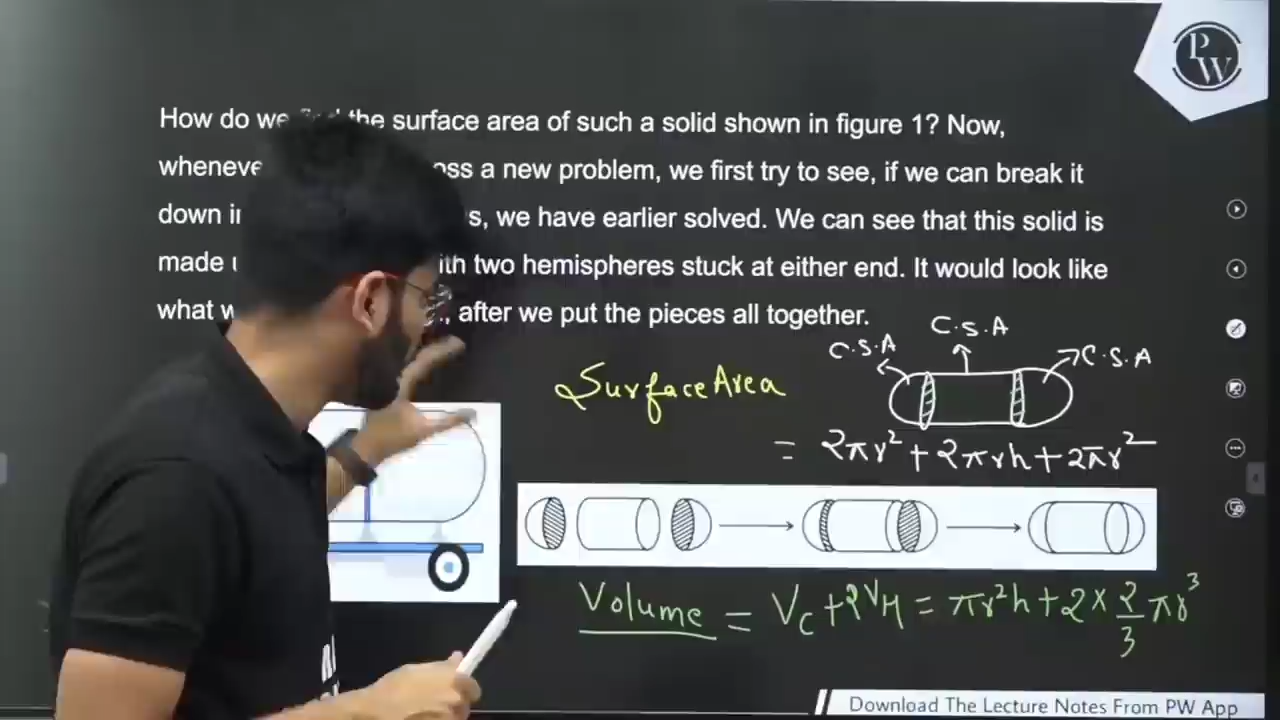 PW
How do we the surface area of such a solid shown in figure 1? Now,
a new problem, we first try to see, if we can break it
down we have earlier solved. We can see that this solid is
made two hemispheres stuck at either end. It would look like
what after we put the pieces all together.
C.S.A
C.S.A
C.S.A
Surface Area
= 2πr² + 2πrh + 2πr²
Volume = V_C + 2V_H = πr²h + 2 × 2/3 πr³
Download The Lecture Notes From PW App